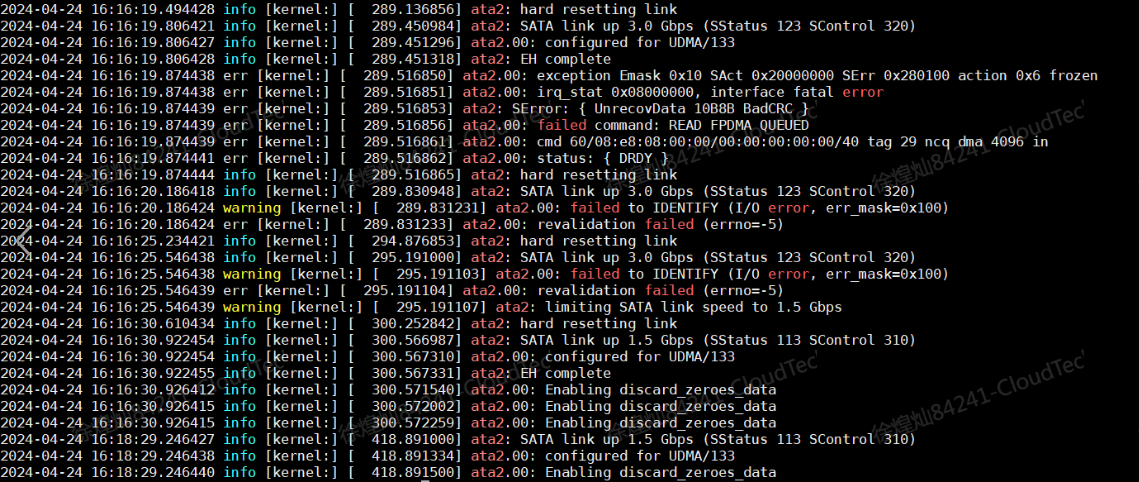 2024-04-24 16:16:19.494428 info [kernel:] [  289.136856] ata2: hard resetting link
2024-04-24 16:16:19.806421 info [kernel:] [  289.450984] ata2: SATA link up 3.0 Gbps (SStatus 123 SControl 320)
2024-04-24 16:16:19.806427 info [kernel:] [  289.451296] ata2.00: configured for UDMA/133
2024-04-24 16:16:19.806428 info [kernel:] [  289.451318] ata2: EH complete
2024-04-24 16:16:19.874438 err [kernel:] [  289.516850] ata2.00: exception Emask 0x10 SAct 0x20000000 SErr 0x280100 action 0x6 frozen
2024-04-24 16:16:19.874438 err [kernel:] [  289.516851] ata2.00: irq_stat 0x08000000, interface fatal error
2024-04-24 16:16:19.874439 err [kernel:] [  289.516853] ata2: SError: { UnrecovData 10B8B BadCRC }
2024-04-24 16:16:19.874439 err [kernel:] [  289.516856] ata2.00: failed command: READ FPDMA QUEUED
2024-04-24 16:16:19.874439 err [kernel:] [  289.516861] ata2.00: cmd 60/08:e8:08:00:00/00:00:00:00:00/40 tag 29 ncq dma 4096 in
2024-04-24 16:16:19.874441 err [kernel:] [  289.516862] ata2.00: status: { DRDY }
2024-04-24 16:16:19.874444 info [kernel:] [  289.516865] ata2: hard resetting link
2024-04-24 16:16:20.186418 info [kernel:] [  289.830948] ata2: SATA link up 3.0 Gbps (SStatus 123 SControl 320)
2024-04-24 16:16:20.186424 warning [kernel:] [  289.831231] ata2.00: failed to IDENTIFY (I/O error, err_mask=0x100)
2024-04-24 16:16:20.186424 err [kernel:] [  289.831233] ata2.00: revalidation failed (errno=-5)
2024-04-24 16:16:25.234421 info [kernel:] [  294.876853] ata2: hard resetting link
2024-04-24 16:16:25.546438 info [kernel:] [  295.191000] ata2: SATA link up 3.0 Gbps (SStatus 123 SControl 320)
2024-04-24 16:16:25.546438 warning [kernel:] [  295.191103] ata2.00: failed to IDENTIFY (I/O error, err_mask=0x100)
2024-04-24 16:16:25.546439 err [kernel:] [  295.191104] ata2.00: revalidation failed (errno=-5)
2024-04-24 16:16:25.546439 warning [kernel:] [  295.191107] ata2: limiting SATA link speed to 1.5 Gbps
2024-04-24 16:16:30.610434 info [kernel:] [  300.252842] ata2: hard resetting link
2024-04-24 16:16:30.922454 info [kernel:] [  300.566987] ata2: SATA link up 1.5 Gbps (SStatus 113 SControl 310)
2024-04-24 16:16:30.922454 info [kernel:] [  300.567310] ata2.00: configured for UDMA/133
2024-04-24 16:16:30.922455 info [kernel:] [  300.567331] ata2: EH complete
2024-04-24 16:16:30.926412 info [kernel:] [  300.571540] ata2.00: Enabling discard_zeroes_data
2024-04-24 16:16:30.926415 info [kernel:] [  300.572002] ata2.00: Enabling discard_zeroes_data
2024-04-24 16:16:30.926415 info [kernel:] [  300.572259] ata2.00: Enabling discard_zeroes_data
2024-04-24 16:18:29.246427 info [kernel:] [  418.891000] ata2: SATA link up 1.5 Gbps (SStatus 113 SControl 310)
2024-04-24 16:18:29.246438 info [kernel:] [  418.891334] ata2.00: configured for UDMA/133
2024-04-24 16:18:29.246440 info [kernel:] [  418.891500] ata2.00: Enabling discard_zeroes_data